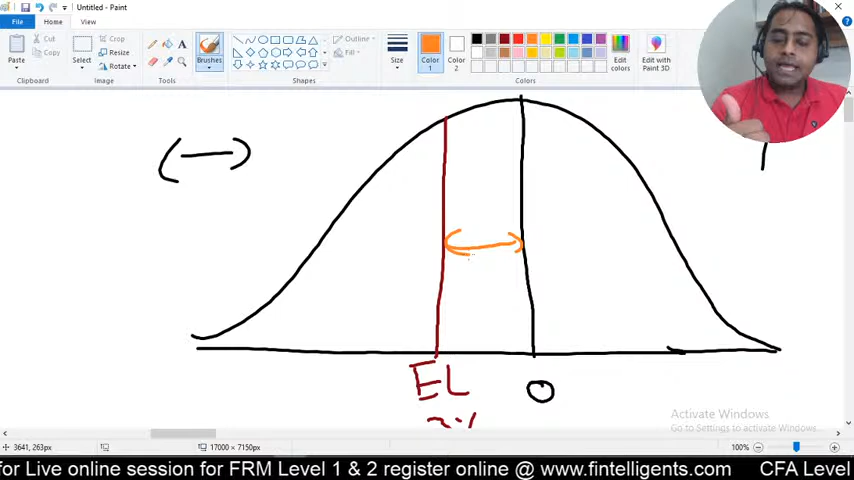 Untitled - Paint
File
Home
View
Paste
Cut
Copy
Clipboard
Select
Crop
Resize
Rotate
Image
Tools
Brushes
Shapes
Outline
Fill
Size
Color 1
Color 2
Colors
Edit colors
Edit with Paint 3D
EL
0
Activate Windows
Go to Settings to activate Windows.
3641, 263px
17000 × 7150px
100%
for Live online session for FRM Level 1 & 2 register online @ www.fintelligents.com CFA Level